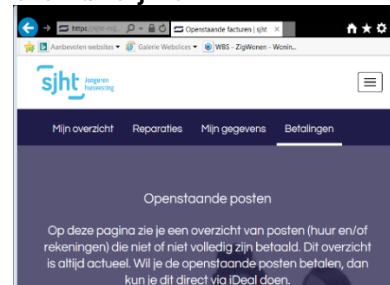 https
Openstaande facturen | sjht
Aanbevolen websites
Galerie Webslices
WBS - ZigWonen - Wonin...
sjht Jongeren
huisvesting
Mijn overzicht Reparaties Mijn gegevens Betalingen
Openstaande posten
Op deze pagina zie je een overzicht van posten (huur en/of
rekeningen) die niet of niet volledig zijn betaald. Dit overzicht
is altijd actueel. Wil je de openstaande posten betalen, dan
kun je dit direct via iDeal doen.